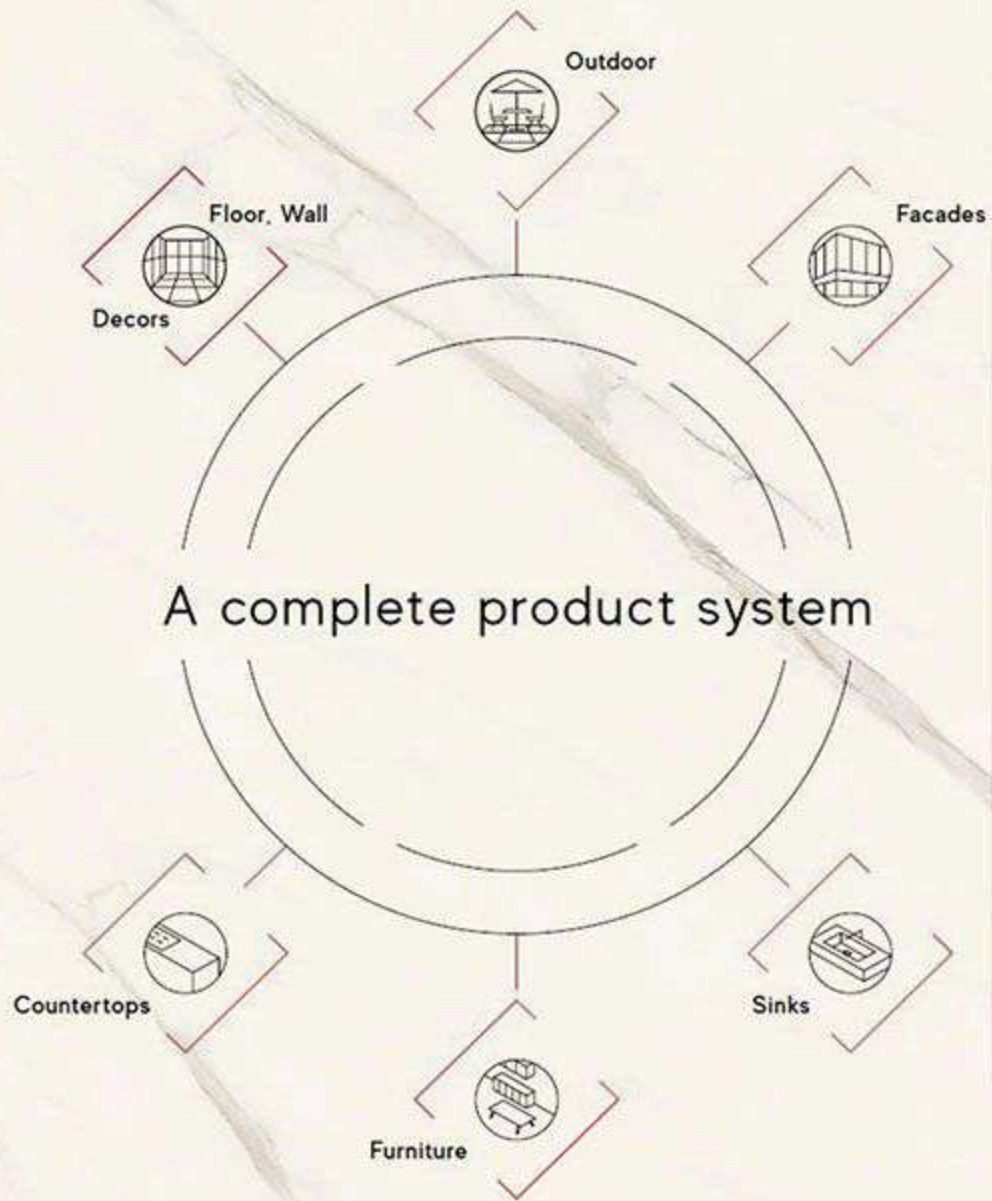 Outdoor
Floor, Wall
Facades
Decors
A complete product system
Countertops
Sinks
Furniture